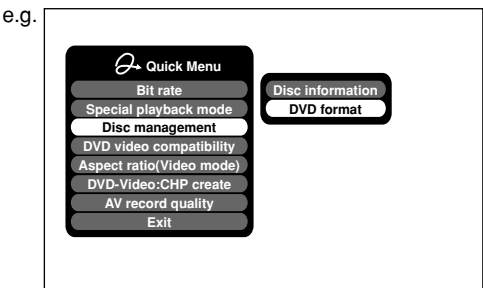 e.g.
Quick Menu
Bit rate
Special playback mode
Disc management
DVD video compatibility
Aspect ratio(Video mode)
DVD-Video:CHP create
AV record quality
Exit
Disc information
DVD format